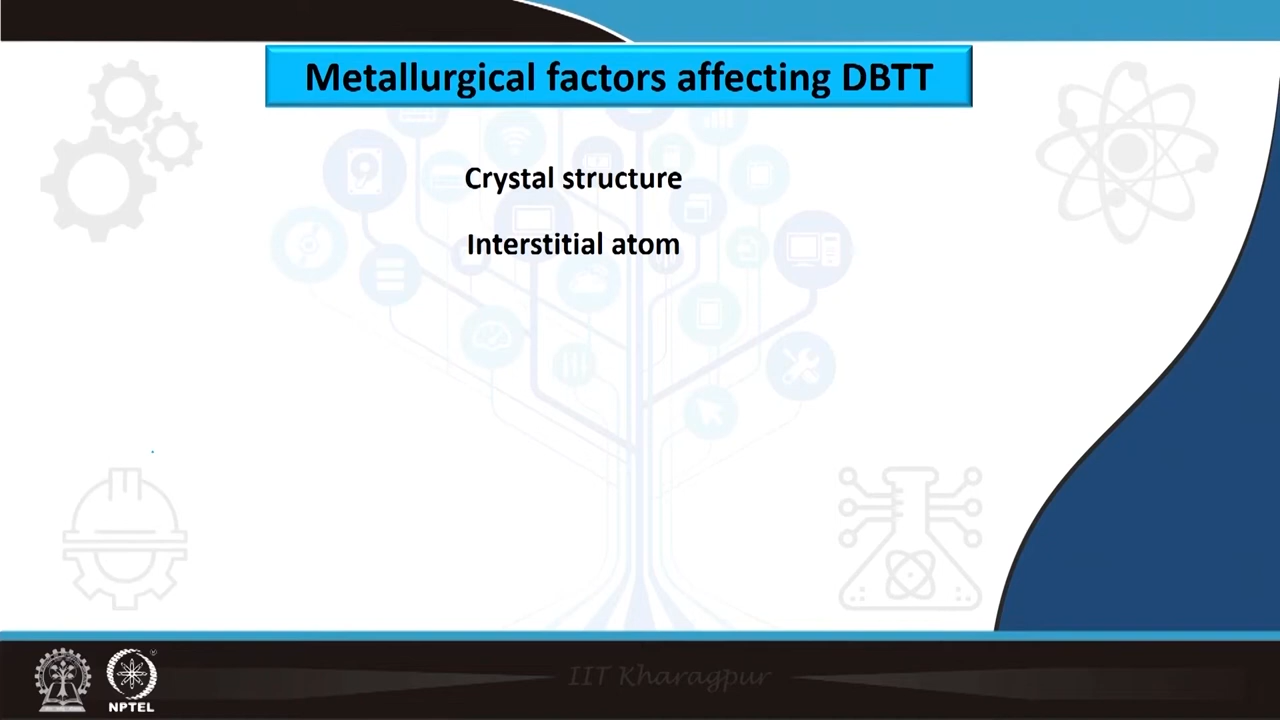 Metallurgical factors affecting DBTT
Crystal structure
Interstitial atom
IIT Kharagpur
NPTEL